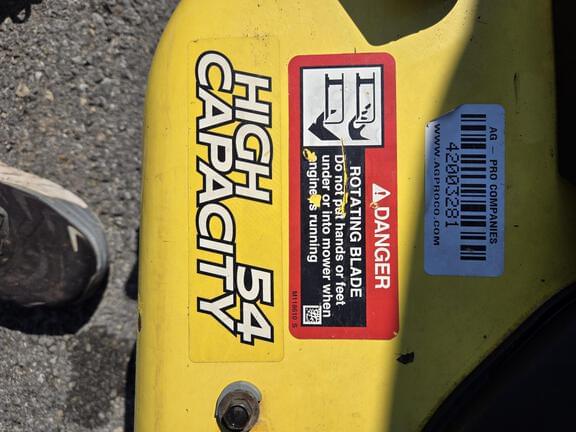 HIGH 54
CAPACITY
DANGER
ROTATING BLADE
Do not put hands or feet
under or into mower when
engine is running
M118610 S
AG - PRO COMPANIES
42003281
WWW.AGPROCO.COM